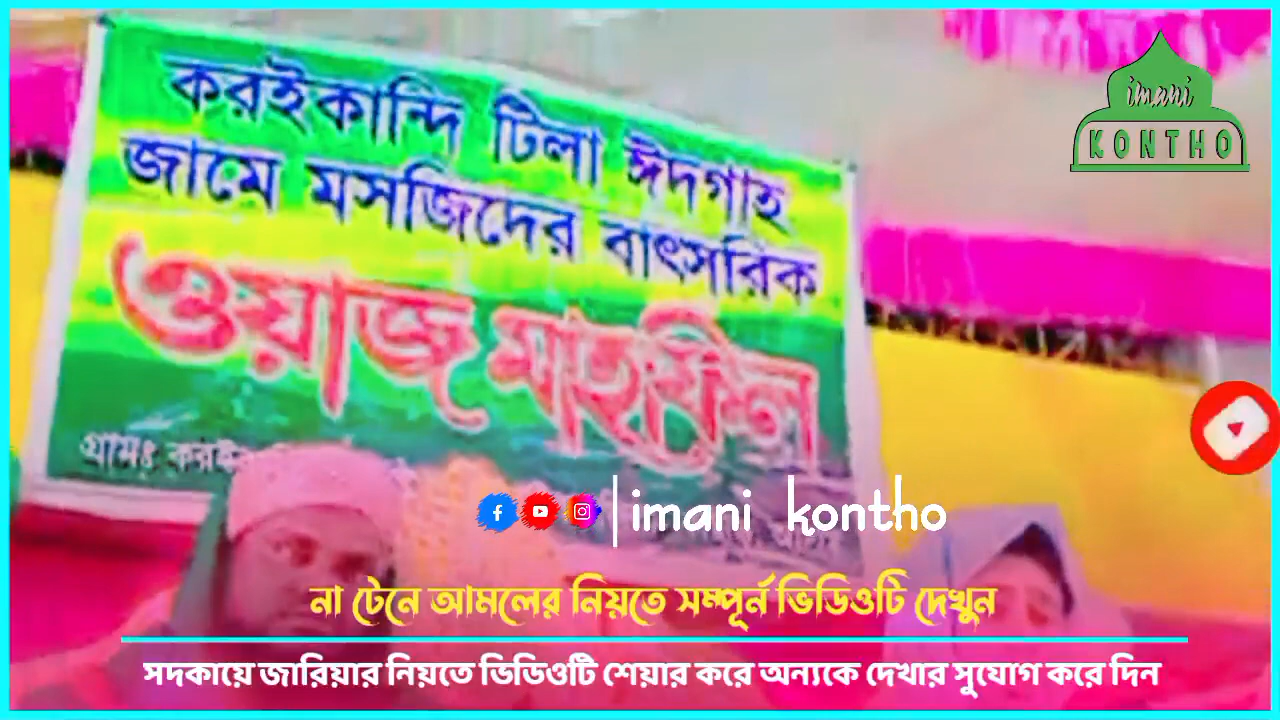 করইকান্দি টিলা ঈদগাহ
জামে মসজিদের বাৎসরিক
ওয়াজ মাহফিল
গ্রামঃ
imani
KONTHO
imani kontho
না টেনে আমলের নিয়তে সম্পূর্ন ভিডিওটি দেখুন
সদকায়ে জারিয়ার নিয়তে ভিডিওটি শেয়ার করে অন্যকে দেখার সুযোগ করে দিন